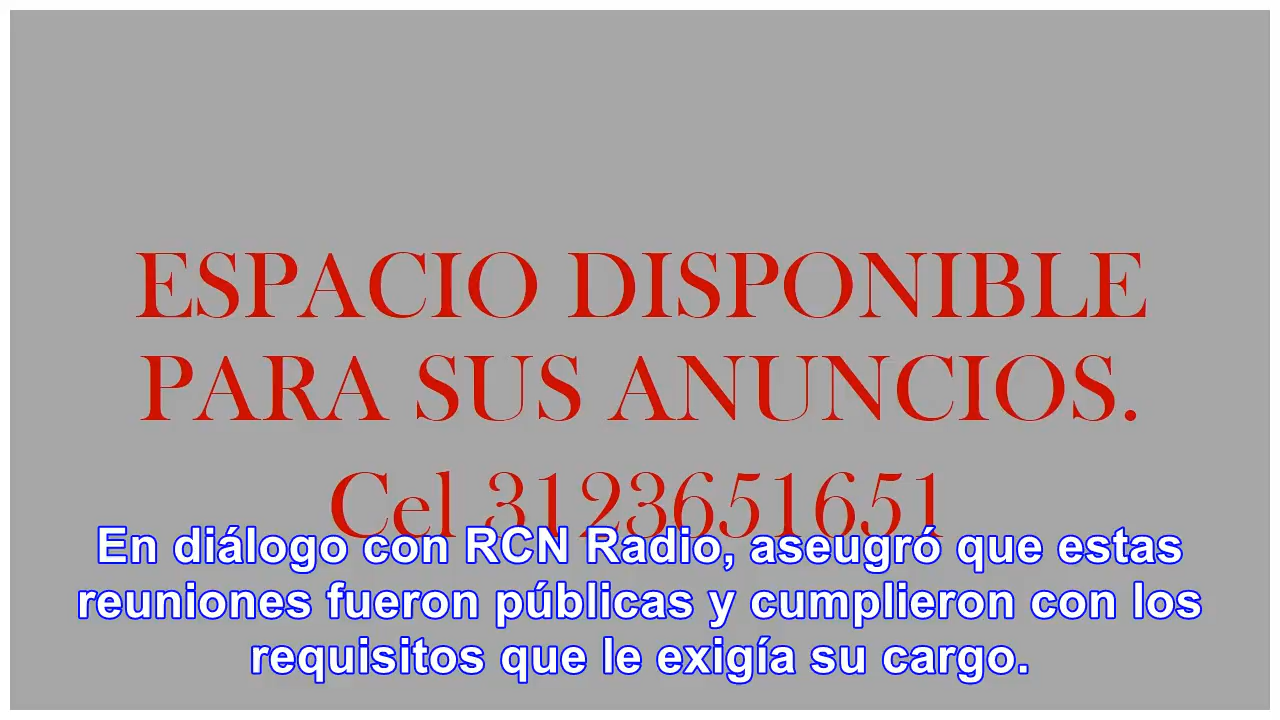 ESPACIO DISPONIBLE
PARA SUS ANUNCIOS.
Cel 3123651651
En diálogo con RCN Radio, aseugró que estas
reuniones fueron públicas y cumplieron con los
requisitos que le exigía su cargo.